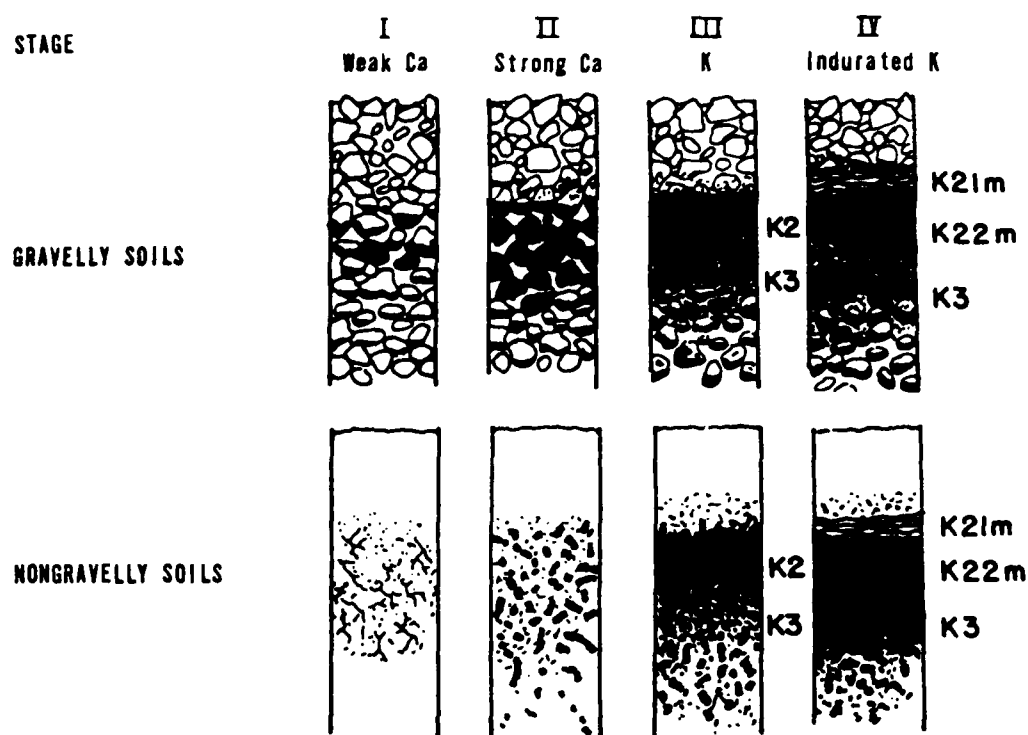 STAGE
I
Weak Ca
II
Strong Ca
III
K
IV
Indurated K
GRAVELLY SOILS
K2
K3
K21m
K22m
K3
NONGRAVELLY SOILS
K2
K3
K21m
K22m
K3